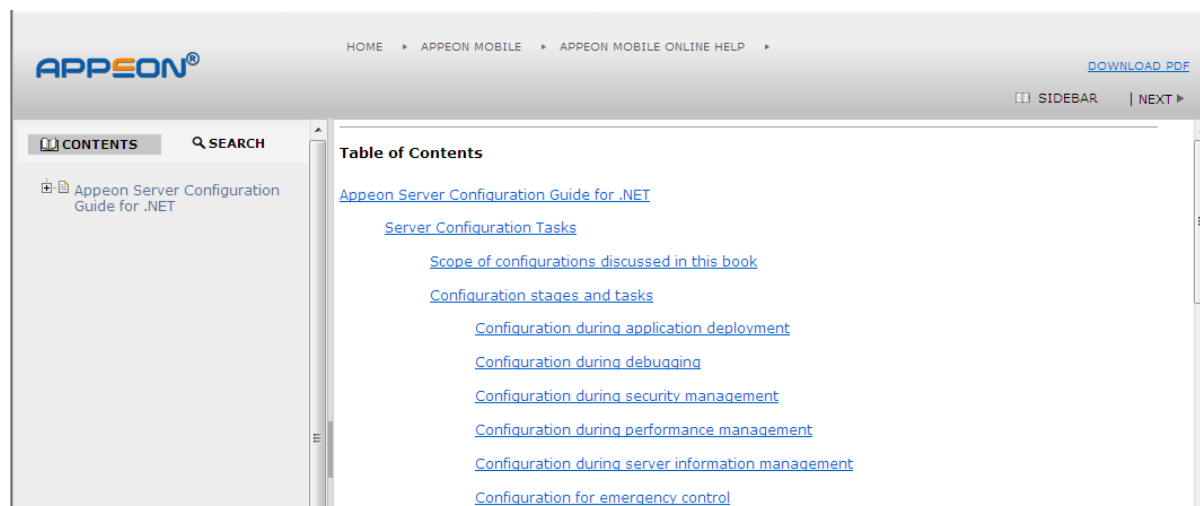 APPEON®
HOME ▸ APPEON MOBILE ▸ APPEON MOBILE ONLINE HELP ▸
DOWNLOAD PDF
SIDEBAR | NEXT
CONTENTS SEARCH
Appeon Server Configuration
Guide for .NET
Table of Contents
Appeon Server Configuration Guide for .NET
Server Configuration Tasks
Scope of configurations discussed in this book
Configuration stages and tasks
Configuration during application deployment
Configuration during debugging
Configuration during security management
Configuration during performance management
Configuration during server information management
Configuration for emergency control